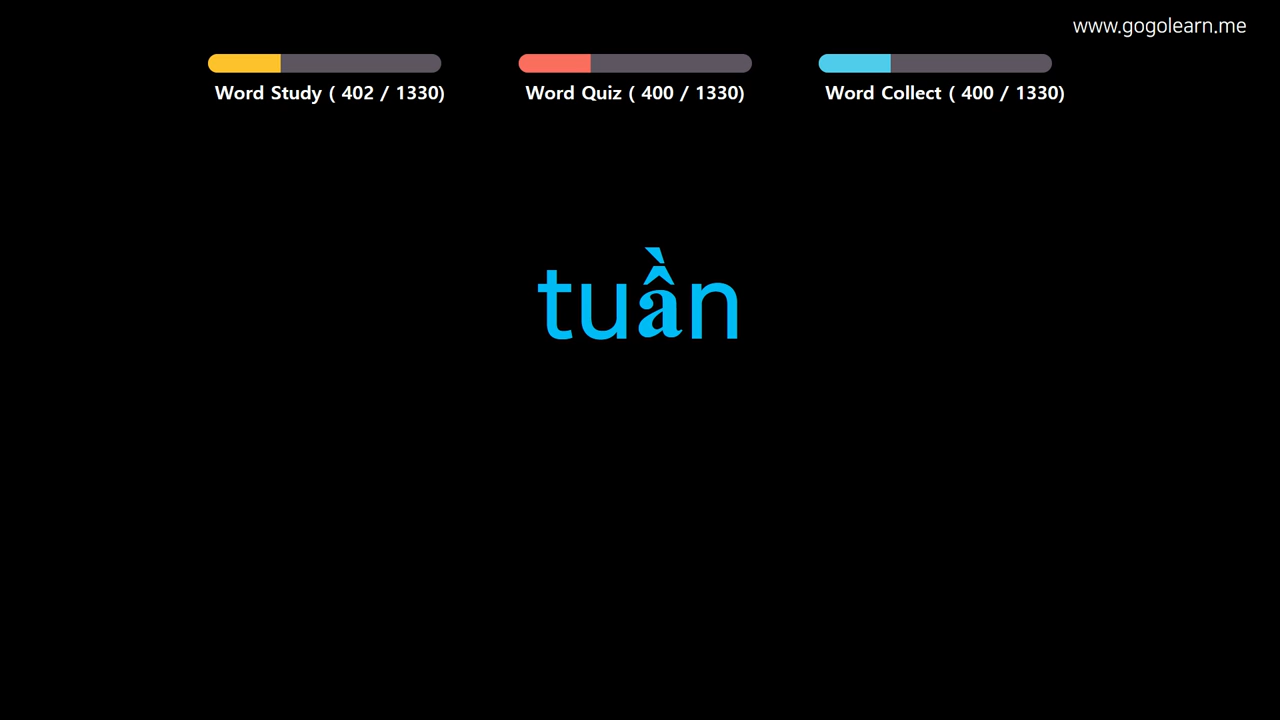 www.gogolearn.me
Word Study ( 402 / 1330)
Word Quiz ( 400 / 1330)
Word Collect ( 400 / 1330)
tuần